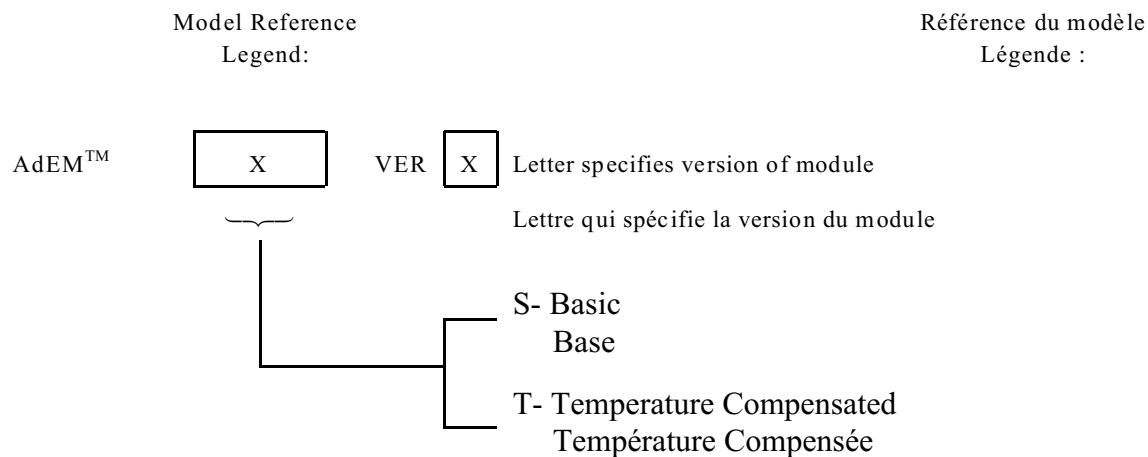 Model Reference
Legend:
Référence du modèle
Légende :
AdEM™ X VER X Letter specifies version of module
Lettre qui spécifie la version du module
S- Basic
Base
T- Temperature Compensated
Température Compensée